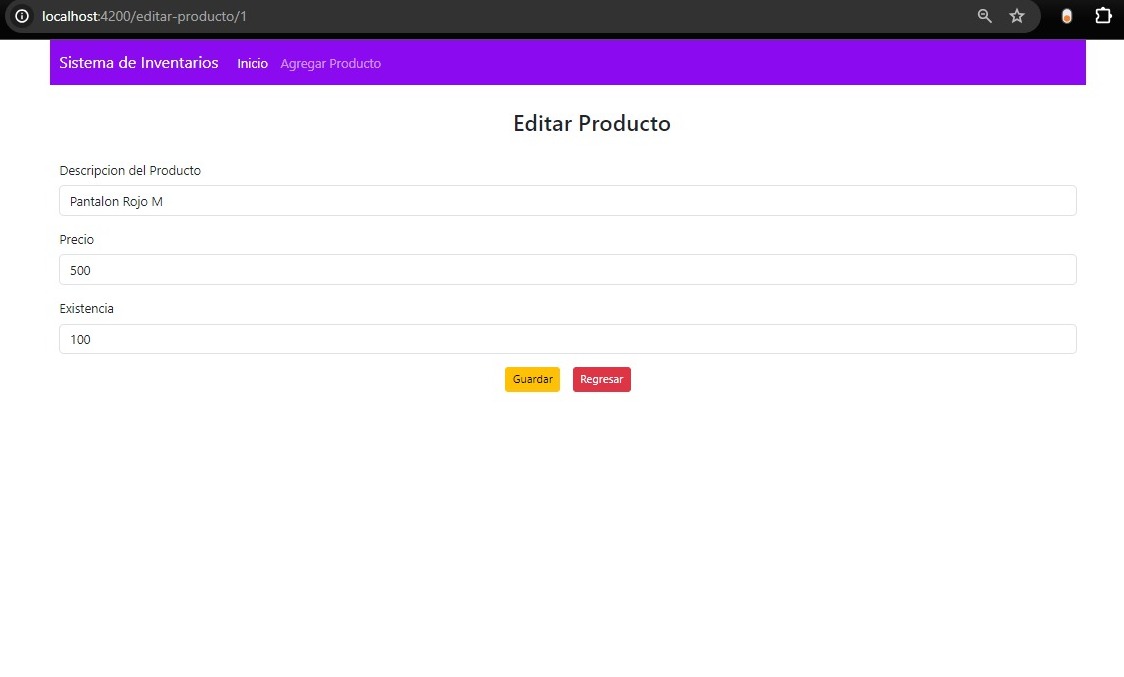 localhost:4200/editar-producto/1
Sistema de Inventarios Inicio Agregar Producto
Editar Producto
Descripcion del Producto
Pantalon Rojo M
Precio
500
Existencia
100
Guardar Regresar